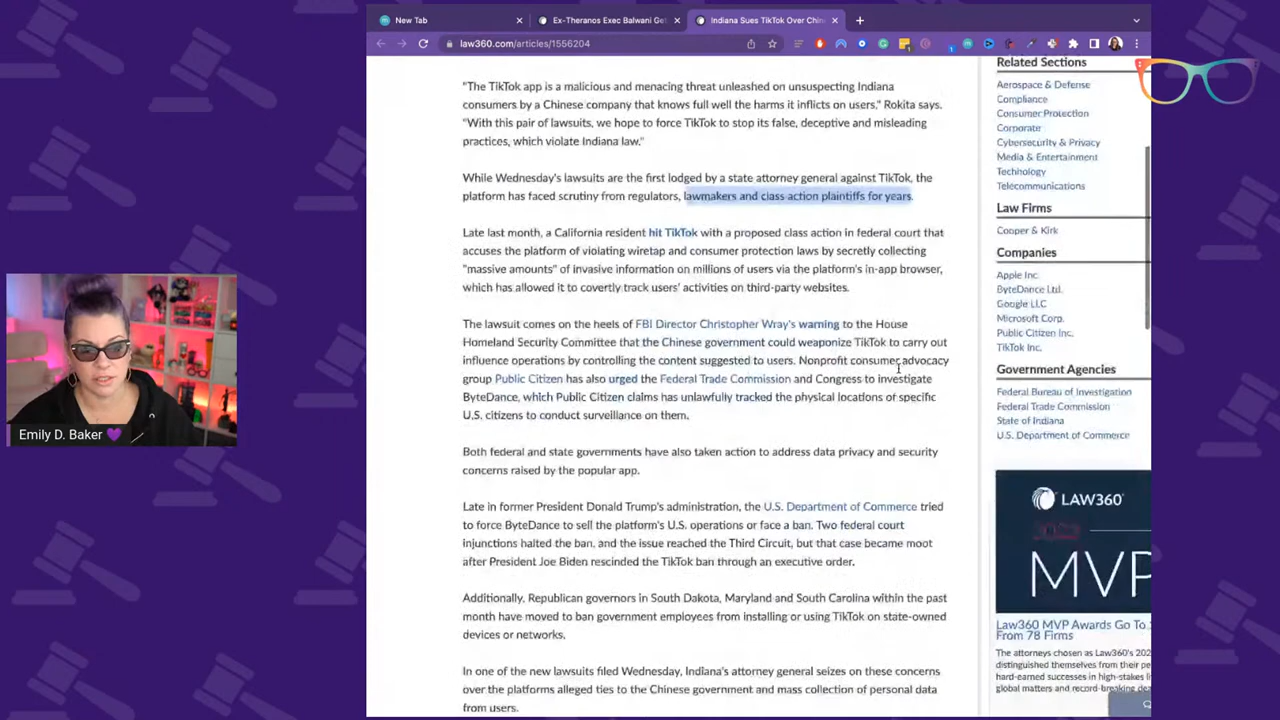 New Tab
Ex-Theranos Exec Balwani Get
Indiana Sues TikTok Over Chin
law360.com/articles/1556204
"The TikTok app is a malicious and menacing threat unleashed on unsuspecting Indiana
consumers by a Chinese company that knows full well the harms it inflicts on users," Rokita says.
"With this pair of lawsuits, we hope to force TikTok to stop its false, deceptive and misleading
practices, which violate Indiana law."
While Wednesday's lawsuits are the first lodged by a state attorney general against TikTok, the
platform has faced scrutiny from regulators, lawmakers and class action plaintiffs for years.
Late last month, a California resident hit TikTok with a proposed class action in federal court that
accuses the platform of violating wiretap and consumer protection laws by secretly collecting
"massive amounts" of invasive information on millions of users via the platform's in-app browser,
which has allowed it to covertly track users' activities on third-party websites.
The lawsuit comes on the heels of FBI Director Christopher Wray's warning to the House
Homeland Security Committee that the Chinese government could weaponize TikTok to carry out
influence operations by controlling the content suggested to users. Nonprofit consumer advocacy
group Public Citizen has also urged the Federal Trade Commission and Congress to investigate
ByteDance, which Public Citizen claims has unlawfully tracked the physical locations of specific
U.S. citizens to conduct surveillance on them.
Both federal and state governments have also taken action to address data privacy and security
concerns raised by the popular app.
Late in former President Donald Trump's administration, the U.S. Department of Commerce tried
to force ByteDance to sell the platform's U.S. operations or face a ban. Two federal court
injunctions halted the ban, and the issue reached the Third Circuit, but that case became moot
after President Joe Biden rescinded the TikTok ban through an executive order.
Additionally, Republican governors in South Dakota, Maryland and South Carolina within the past
month have moved to ban government employees from installing or using TikTok on state-owned
devices or networks.
In one of the new lawsuits filed Wednesday, Indiana's attorney general seizes on these concerns
over the platforms alleged ties to the Chinese government and mass collection of personal data
from users.
Related Sections
Aerospace & Defense
Compliance
Consumer Protection
Corporate
Cybersecurity & Privacy
Media & Entertainment
Technology
Telecommunications
Law Firms
Cooper & Kirk
Companies
Apple Inc.
ByteDance Ltd.
Google LLC
Microsoft Corp.
Public Citizen Inc.
TikTok Inc.
Government Agencies
Federal Bureau of Investigation
Federal Trade Commission
State of Indiana
U.S. Department of Commerce
LAW360
MVP
Law360 MVP Awards Go To
From 78 Firms
The attorneys chosen as Law360's 202
distinguished themselves from their pe
hard-earned successes in high-stakes li
global matters and record-breaking dea
Emily D. Baker 💜